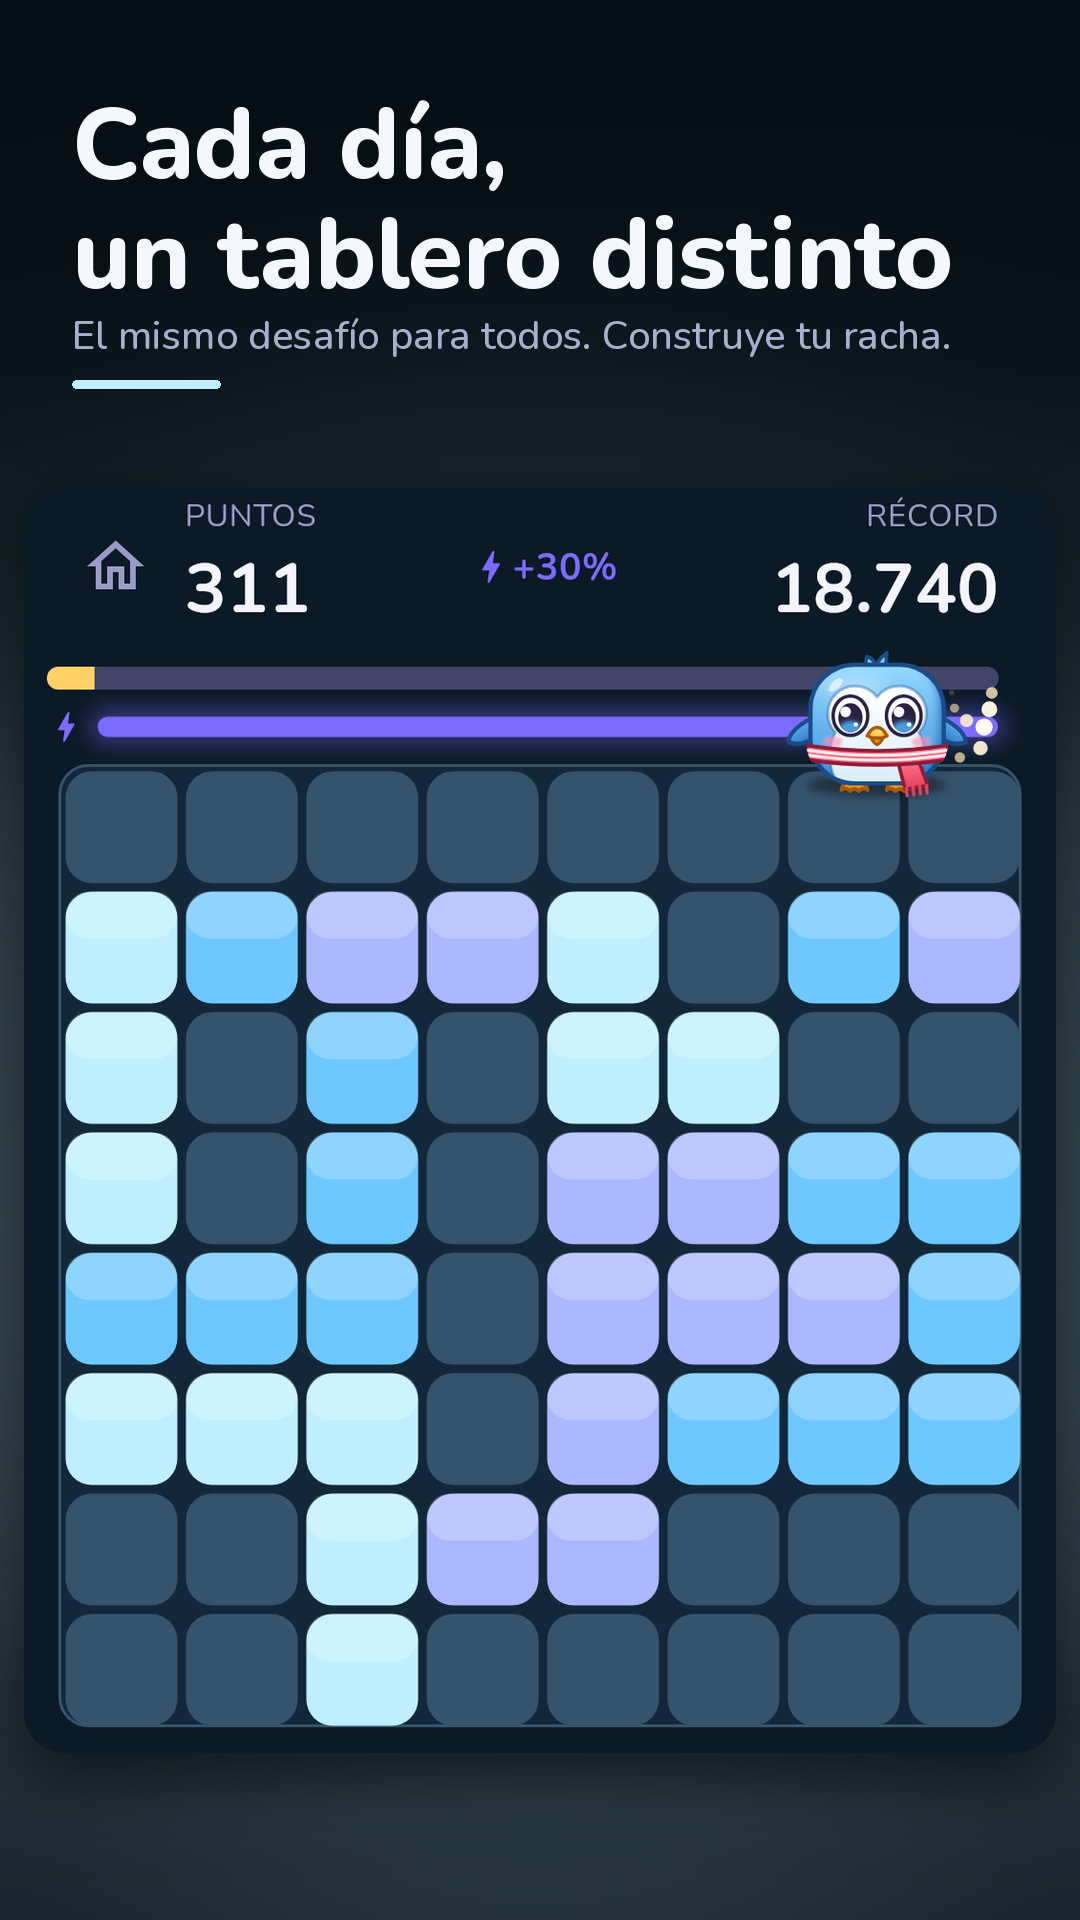 Cada día,
un tablero distinto
El mismo desafío para todos. Construye tu racha.
PUNTOS
311
+30%
RÉCORD
18.740